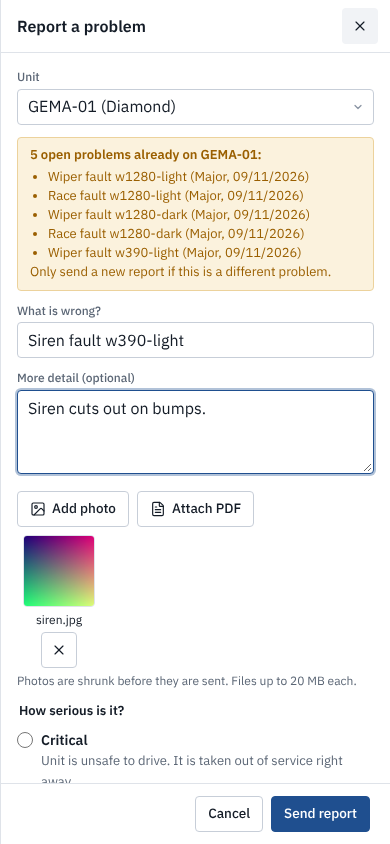 Report a problem
Unit
GEMA-01 (Diamond)
5 open problems already on GEMA-01:
• Wiper fault w1280-light (Major, 09/11/2026)
• Race fault w1280-light (Major, 09/11/2026)
• Wiper fault w1280-dark (Major, 09/11/2026)
• Race fault w1280-dark (Major, 09/11/2026)
• Wiper fault w390-light (Major, 09/11/2026)
Only send a new report if this is a different problem.
What is wrong?
Siren fault w390-light
More detail (optional)
Siren cuts out on bumps.
Add photo Attach PDF
siren.jpg
Photos are shrunk before they are sent. Files up to 20 MB each.
How serious is it?
Critical
Unit is unsafe to drive. It is taken out of service right
away.
Cancel Send report